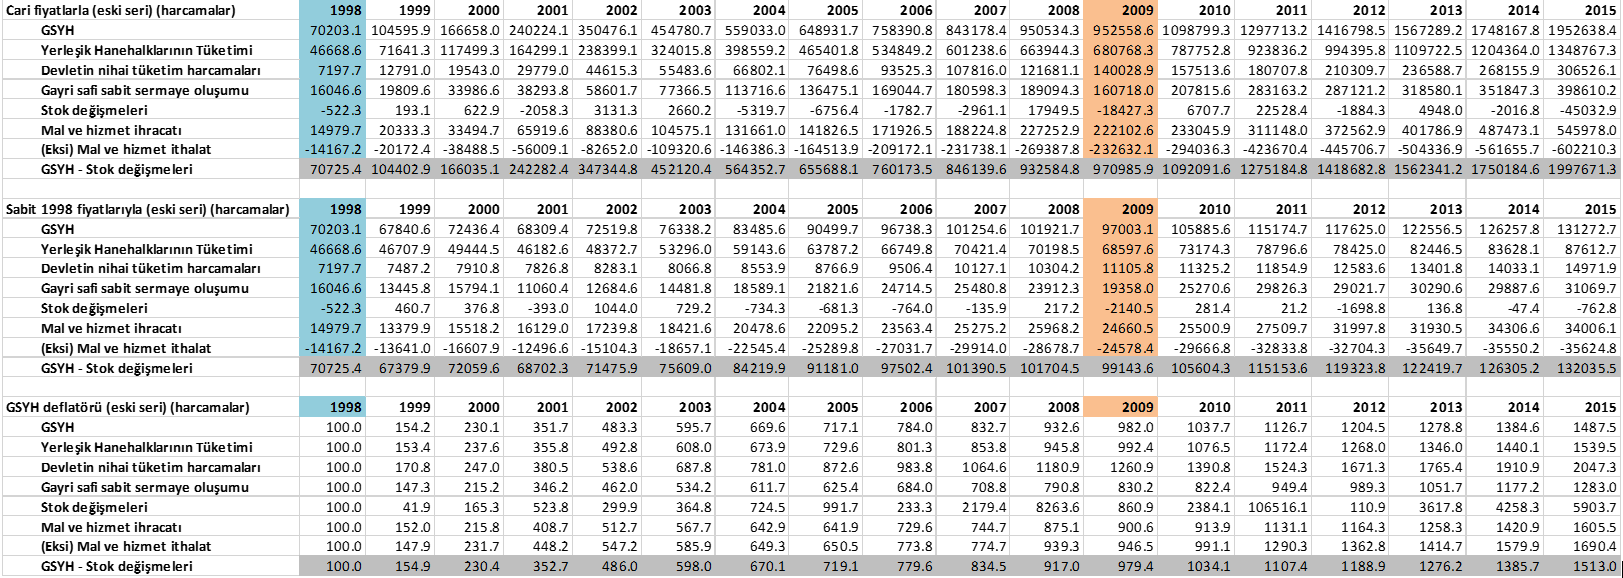 Cari fiyatlarla (eski seri) (harcamalar) 1998 1999 2000 2001 2002 2003 2004 2005 2006 2007 2008 2009 2010 2011 2012 2013 2014 2015
GSYH 70203.1 104595.9 166658.0 240224.1 350476.1 454780.7 559033.0 648931.7 758390.8 843178.4 950534.3 952558.6 1098799.3 1297713.2 1416798.5 1567289.2 1748167.8 1952638.4
Yerleşik Hanehalklarının Tüketimi 46668.6 71641.3 117499.3 164299.1 238399.1 324015.8 398559.2 465401.8 534849.2 601238.6 663944.3 680768.3 787752.8 923836.2 994395.8 1109722.5 1204364.0 1348767.3
Devletin nihai tüketim harcamaları 7197.7 12791.0 19543.0 29779.0 44615.3 55483.6 66802.1 76498.6 93525.3 107816.0 121681.1 140028.9 157513.6 180707.8 210309.7 236588.7 268155.9 306526.1
Gayri safi sabit sermaye oluşumu 16046.6 19809.6 33986.6 38293.8 58601.7 77366.5 113716.6 136475.1 169044.7 180598.3 189094.3 160718.0 207815.6 283163.2 287121.2 318580.1 351847.3 398610.2
Stok değişmeleri -522.3 193.1 622.9 -2058.3 3131.3 2660.2 -5319.7 -6756.4 -1782.7 -2961.1 17949.5 -18427.3 6707.7 22528.4 -1884.3 4948.0 -2016.8 -45032.9
Mal ve hizmet ihracatı 14979.7 20333.3 33494.7 65919.6 88380.6 104575.1 131661.0 141826.5 171926.5 188224.8 227252.9 222102.6 233045.9 311148.0 372562.9 401786.9 487473.1 545978.0
(Eksi) Mal ve hizmet ithalat -14167.2 -20172.4 -38488.5 -56009.1 -82652.0 -109320.6 -146386.3 -164513.9 -209172.1 -231738.1 -269387.8 -232632.1 -294036.3 -423670.4 -445706.7 -504336.9 -561655.7 -602210.3
GSYH - Stok değişmeleri 70725.4 104402.9 166035.1 242282.4 347344.8 452120.4 564352.7 655688.1 760173.5 846139.6 932584.8 970985.9 1092091.6 1275184.8 1418682.8 1562341.2 1750184.6 1997671.3
Sabit 1998 fiyatlarıyla (eski seri) (harcamalar) 1998 1999 2000 2001 2002 2003 2004 2005 2006 2007 2008 2009 2010 2011 2012 2013 2014 2015
GSYH 70203.1 67840.6 72436.4 68309.4 72519.8 76338.2 83485.6 90499.7 96738.3 101254.6 101921.7 97003.1 105885.6 115174.7 117625.0 122556.5 126257.8 131272.7
Yerleşik Hanehalklarının Tüketimi 46668.6 46707.9 49444.5 46182.6 48372.7 53296.0 59143.6 63787.2 66749.8 70421.4 70198.5 68597.6 73174.3 78796.6 78425.0 82446.5 83628.1 87612.7
Devletin nihai tüketim harcamaları 7197.7 7487.2 7910.8 7826.8 8283.1 8066.8 8553.9 8766.9 9506.4 10127.1 10304.2 11105.8 11325.2 11854.9 12583.6 13401.8 14033.1 14971.9
Gayri safi sabit sermaye oluşumu 16046.6 13445.8 15794.1 11060.4 12684.6 14481.8 18589.1 21821.6 24714.5 25480.8 23912.3 19358.0 25270.6 29826.3 29021.7 30290.6 29887.6 31069.7
Stok değişmeleri -522.3 460.7 376.8 -393.0 1044.0 729.2 -734.3 -681.3 -764.0 -135.9 217.2 -2140.5 281.4 21.2 -1698.8 136.8 -47.4 -762.8
Mal ve hizmet ihracatı 14979.7 13379.9 15518.2 16129.0 17239.8 18421.6 20478.6 22095.2 23563.4 25275.2 25968.2 24660.5 25500.9 27509.7 31997.8 31930.5 34306.6 34006.1
(Eksi) Mal ve hizmet ithalat -14167.2 -13641.0 -16607.9 -12496.6 -15104.3 -18657.1 -22545.4 -25289.8 -27031.7 -29914.0 -28678.7 -24578.4 -29666.8 -32833.8 -32704.3 -35649.7 -35550.2 -35624.8
GSYH - Stok değişmeleri 70725.4 67379.9 72059.6 68702.3 71475.9 75609.0 84219.9 91181.0 97502.4 101390.5 101704.5 99143.6 105604.3 115153.6 119323.8 122419.7 126305.2 132035.5
GSYH deflatörü (eski seri) (harcamalar) 1998 1999 2000 2001 2002 2003 2004 2005 2006 2007 2008 2009 2010 2011 2012 2013 2014 2015
GSYH 100.0 154.2 230.1 351.7 483.3 595.7 669.6 717.1 784.0 832.7 932.6 982.0 1037.7 1126.7 1204.5 1278.8 1384.6 1487.5
Yerleşik Hanehalklarının Tüketimi 100.0 153.4 237.6 355.8 492.8 608.0 673.9 729.6 801.3 853.8 945.8 992.4 1076.5 1172.4 1268.0 1346.0 1440.1 1539.5
Devletin nihai tüketim harcamaları 100.0 170.8 247.0 380.5 538.6 687.8 781.0 872.6 983.8 1064.6 1180.9 1260.9 1390.8 1524.3 1671.3 1765.4 1910.9 2047.3
Gayri safi sabit sermaye oluşumu 100.0 147.3 215.2 346.2 462.0 534.2 611.7 625.4 684.0 708.8 790.8 830.2 822.4 949.4 989.3 1051.7 1177.2 1283.0
Stok değişmeleri 100.0 41.9 165.3 523.8 299.9 364.8 724.5 991.7 233.3 2179.4 8263.6 860.9 2384.1 106516.1 110.9 3617.8 4258.3 5903.7
Mal ve hizmet ihracatı 100.0 152.0 215.8 408.7 512.7 567.7 642.9 641.9 729.6 744.7 875.1 900.6 913.9 1131.1 1164.3 1258.3 1420.9 1605.5
(Eksi) Mal ve hizmet ithalat 100.0 147.9 231.7 448.2 547.2 585.9 649.3 650.5 773.8 774.7 939.3 946.5 991.1 1290.3 1362.8 1414.7 1579.9 1690.4
GSYH - Stok değişmeleri 100.0 154.9 230.4 352.7 486.0 598.0 670.1 719.1 779.6 834.5 917.0 979.4 1034.1 1107.4 1188.9 1276.2 1385.7 1513.0